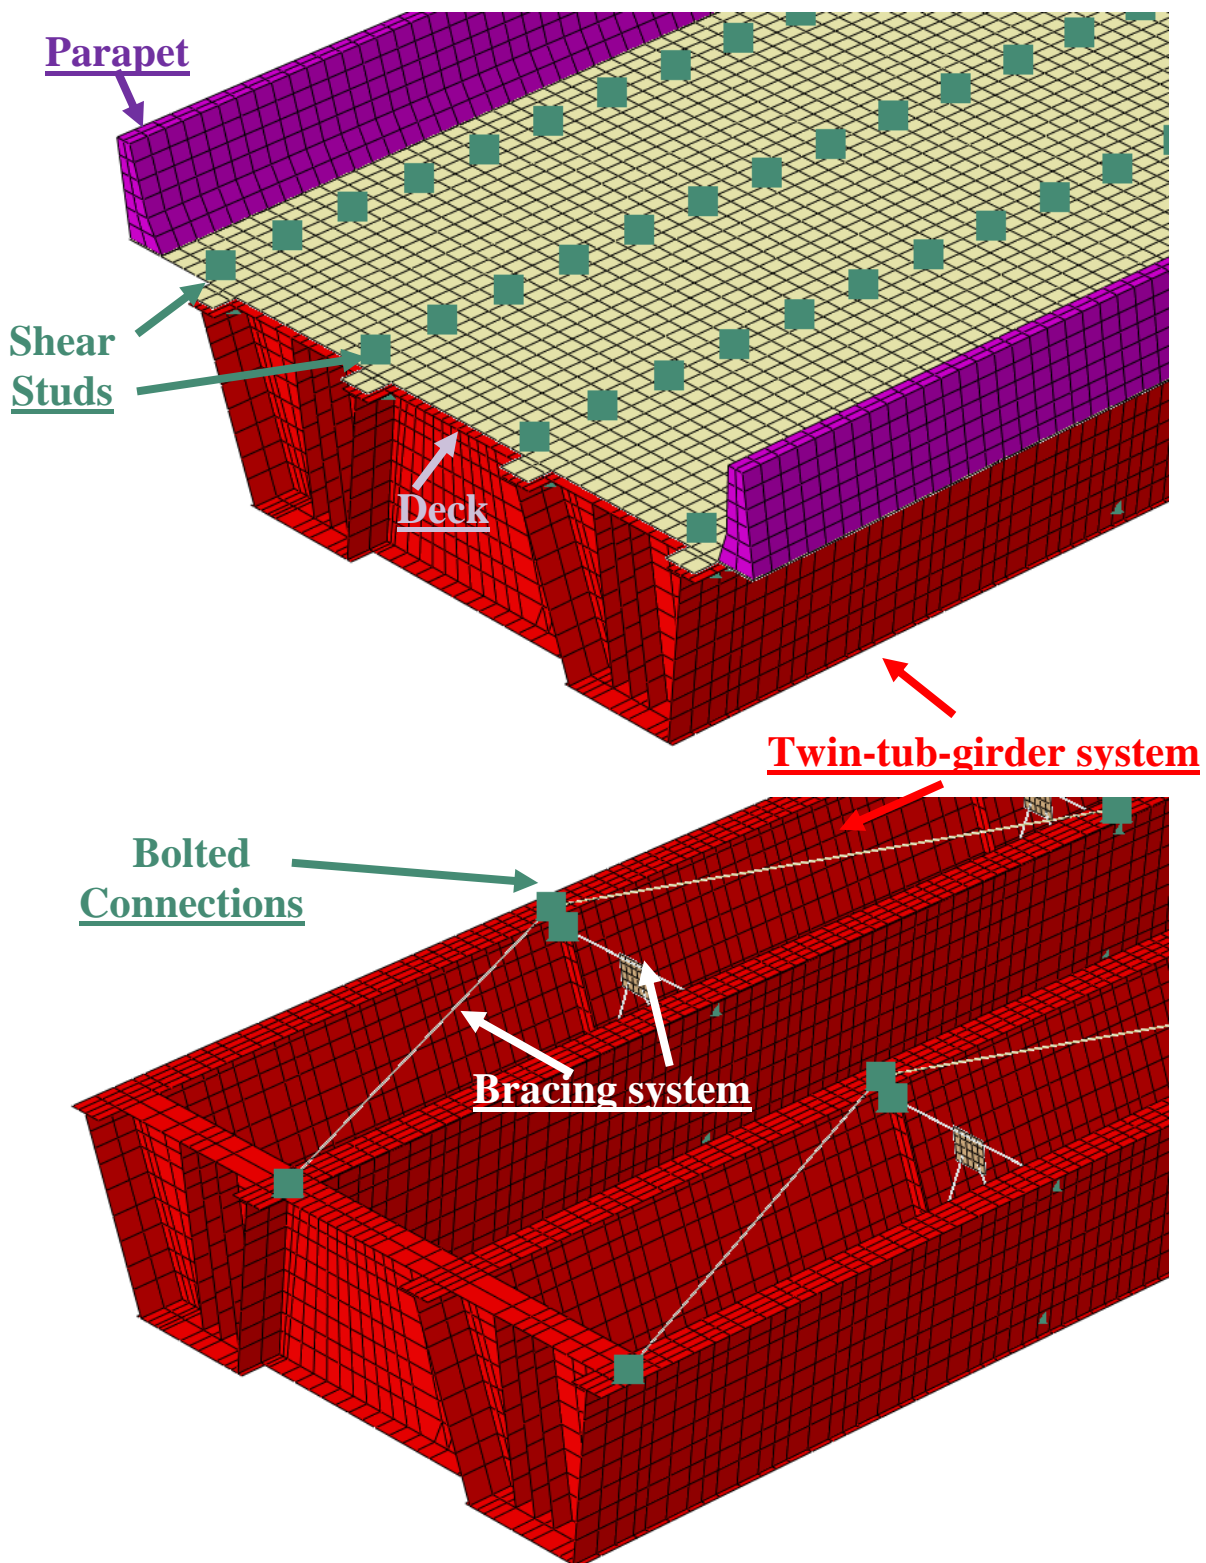 Parapet
Shear
Studs
Deck
Twin-tub-girder system
Bolted
Connections
Bracing system